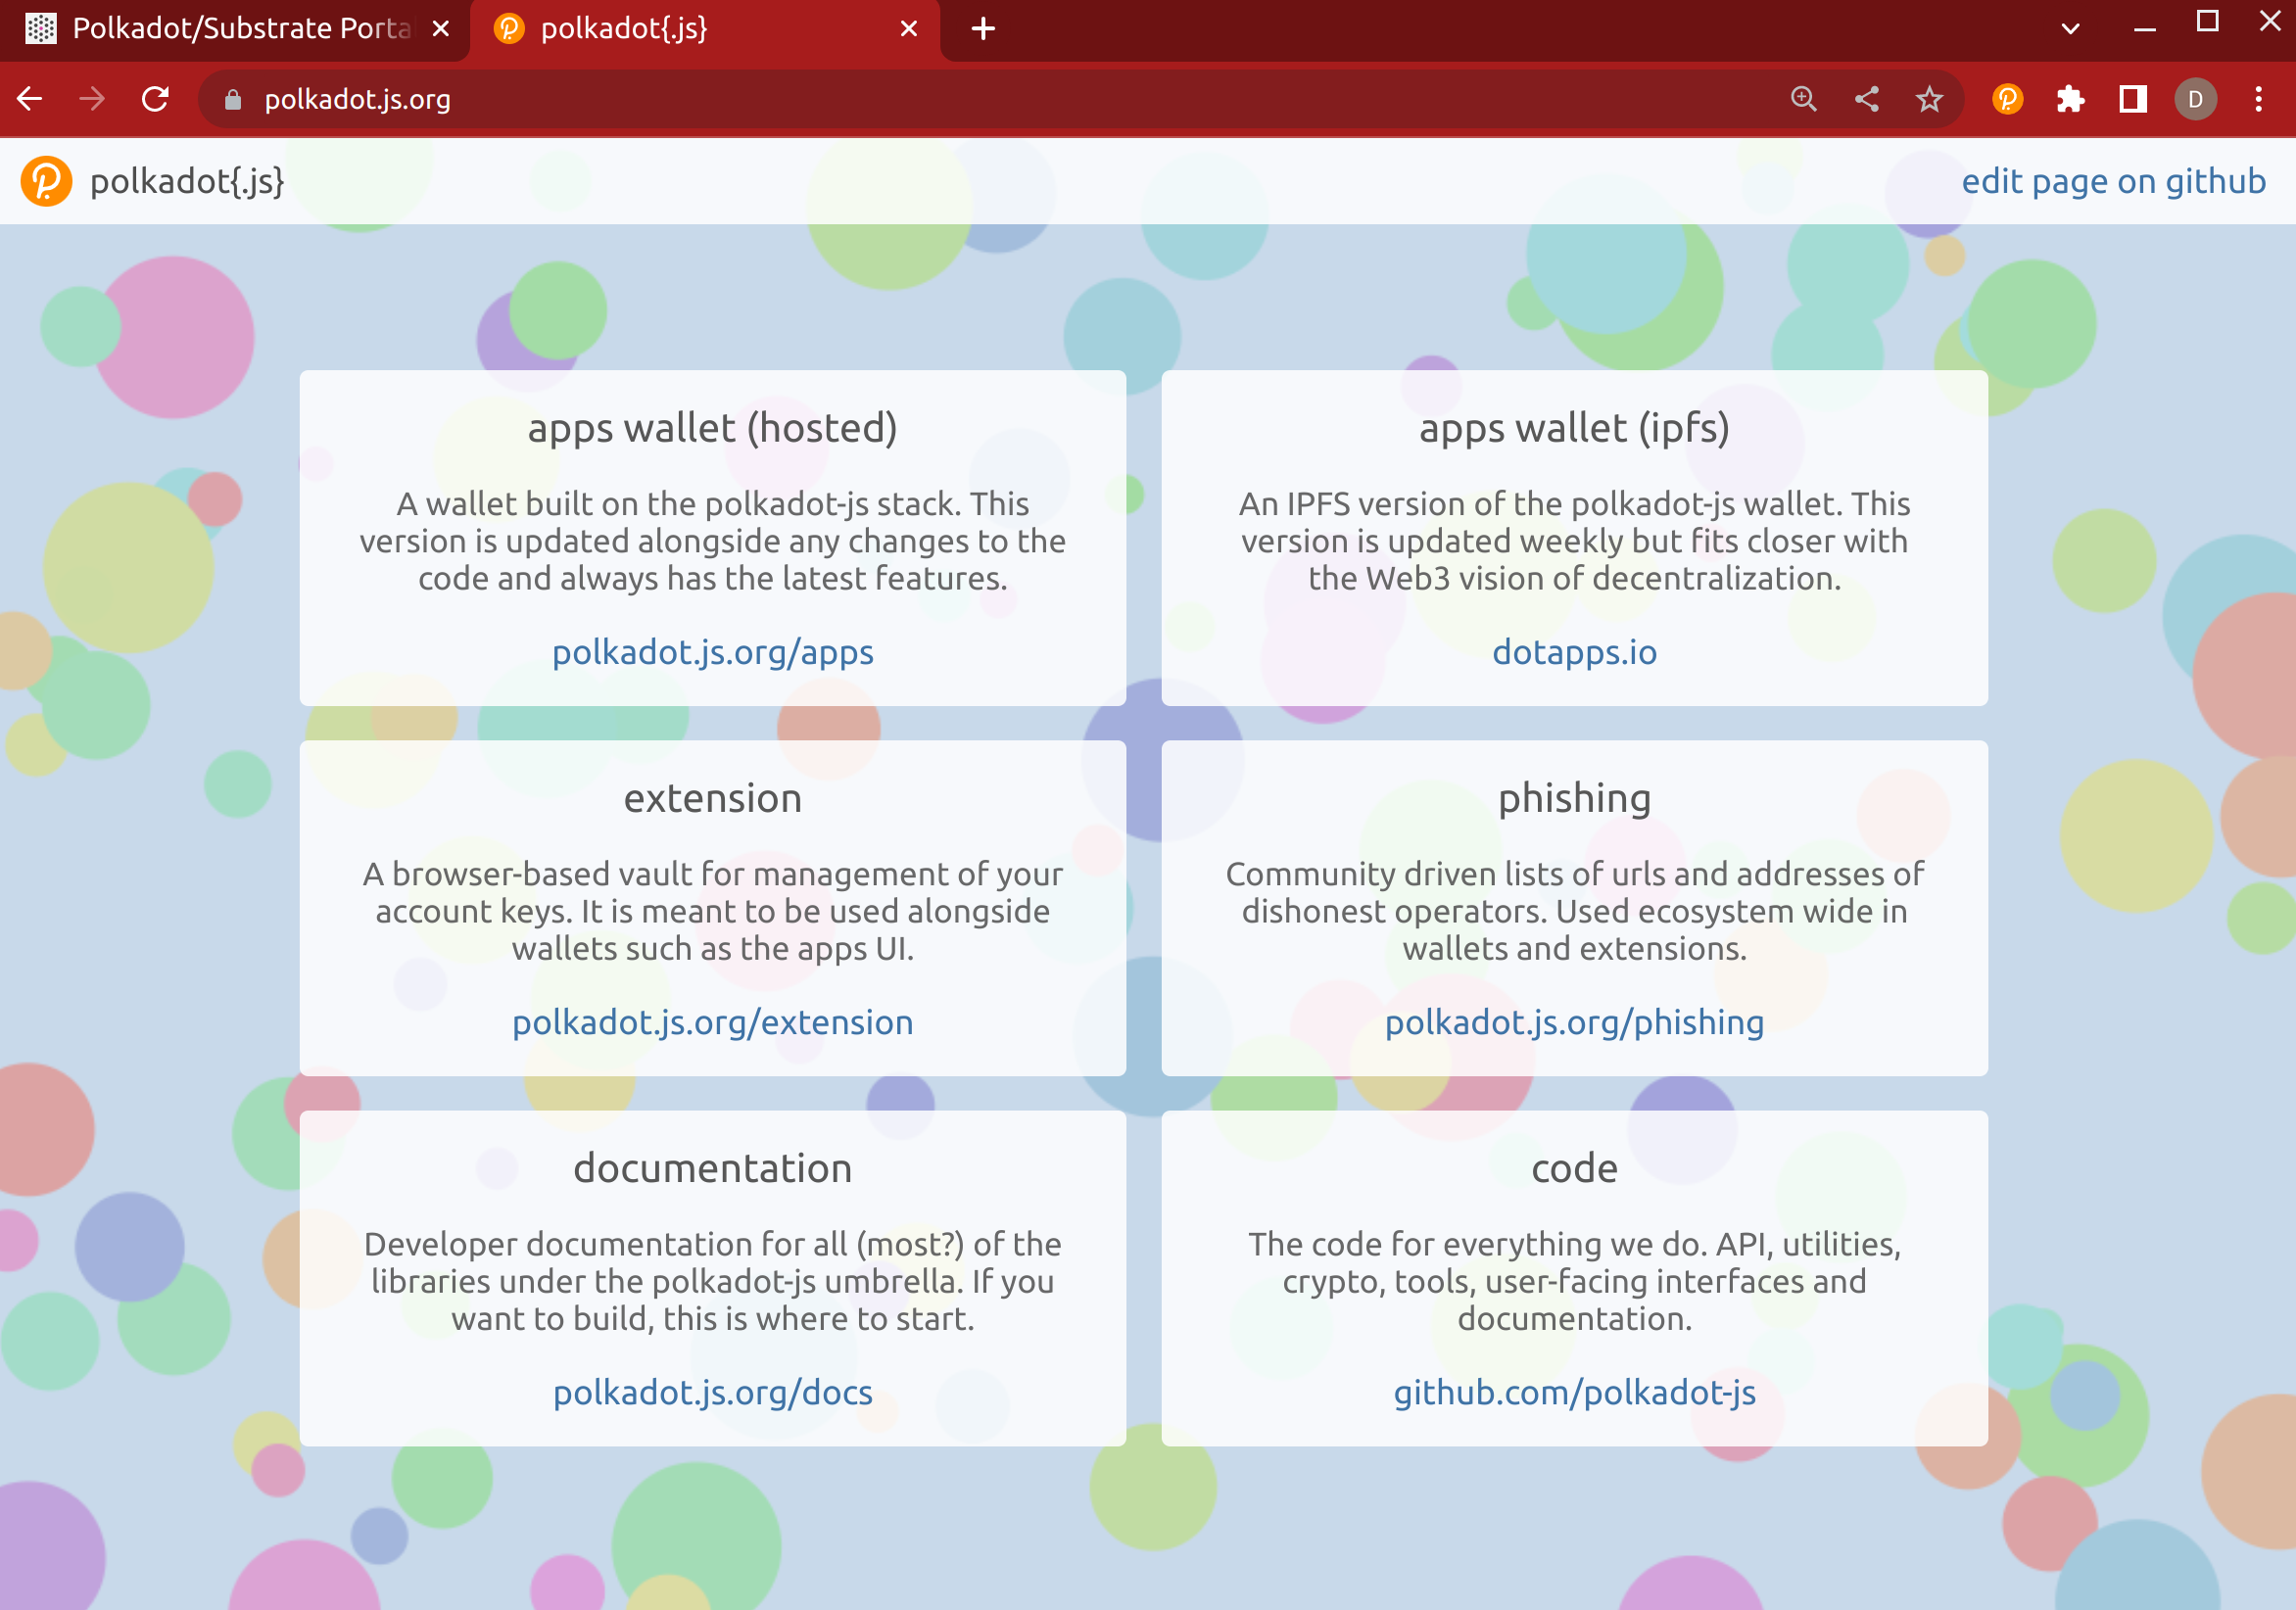 Polkadot/Substrate Porta
polkadot{.js}
polkadot.js.org
D
polkadot{.js}
edit page on github
apps wallet (hosted)
A wallet built on the polkadot-js stack. This
version is updated alongside any changes to the
code and always has the latest features.
polkadot.js.org/apps
apps wallet (ipfs)
An IPFS version of the polkadot-js wallet. This
version is updated weekly but fits closer with
the Web3 vision of decentralization.
dotapps.io
extension
A browser-based vault for management of your
account keys. It is meant to be used alongside
wallets such as the apps UI.
polkadot.js.org/extension
phishing
Community driven lists of urls and addresses of
dishonest operators. Used ecosystem wide in
wallets and extensions.
polkadot.js.org/phishing
documentation
Developer documentation for all (most?) of the
libraries under the polkadot-js umbrella. If you
want to build, this is where to start.
polkadot.js.org/docs
code
The code for everything we do. API, utilities,
crypto, tools, user-facing interfaces and
documentation.
github.com/polkadot-js